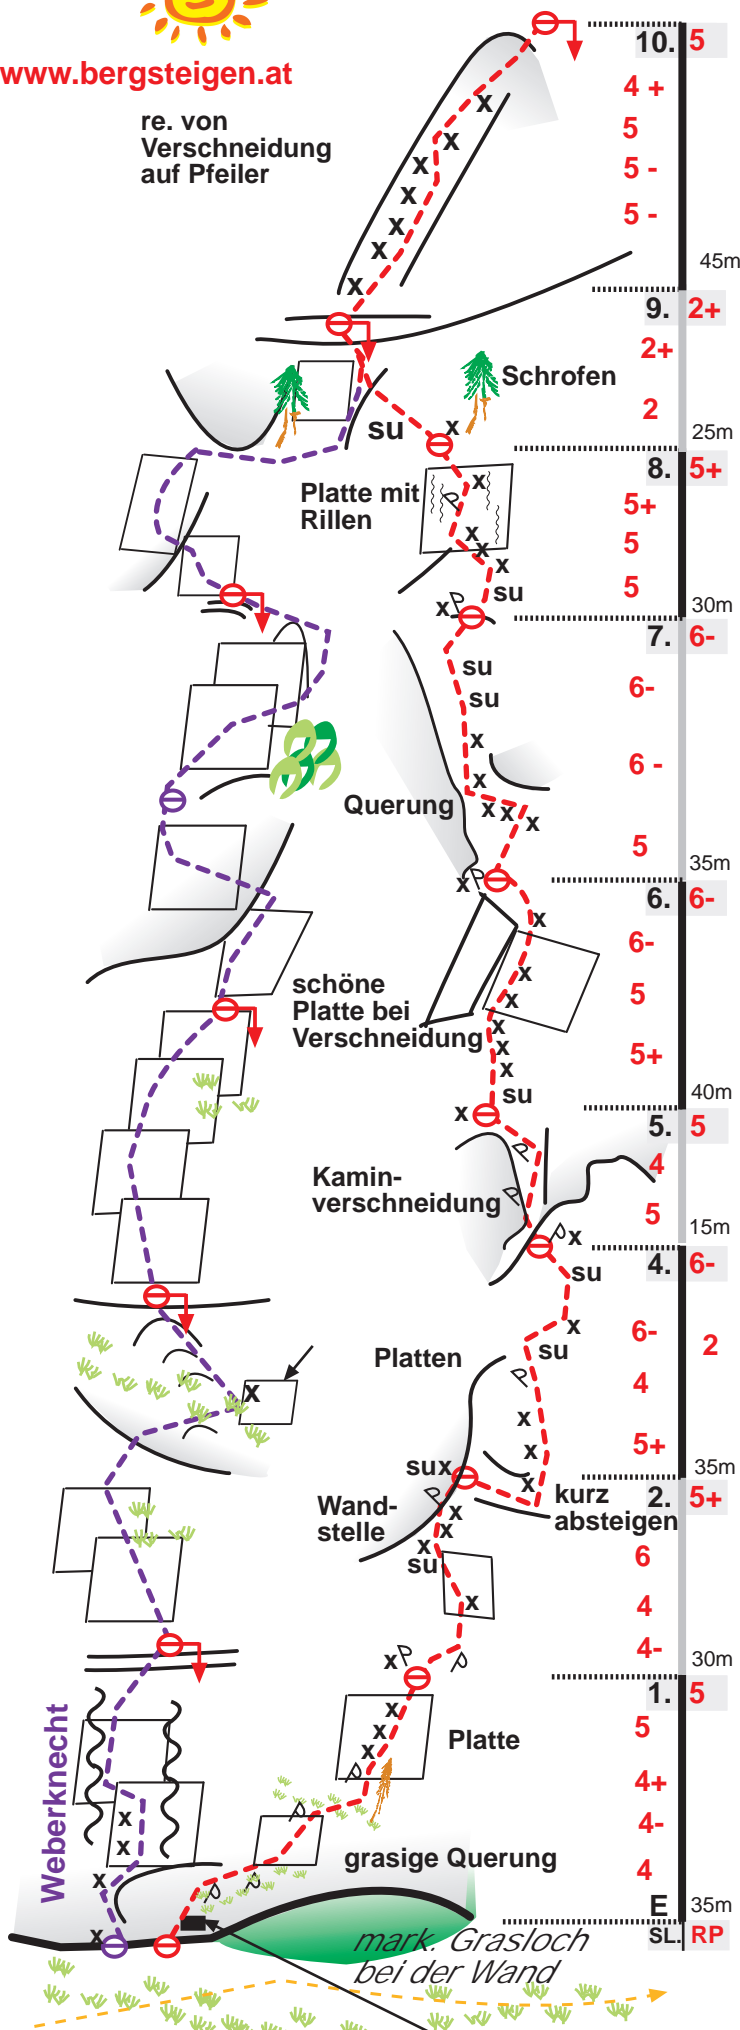 www.bergsteigen.at
10. 5
4 +
re. von
Verschneidung
auf Pfeiler
5
5 -
5 -
45m
9. 2+
2+
Schrofen
2
su
25m
8. 5+
Platte mit
Rillen
5+
5
5
su
30m
7. 6-
su
6-
su
6 -
Querung
5
35m
6. 6-
6-
schöne
Platte bei
Verschneidung
5
5+
su
40m
5. 5
4
Kamin-
verschneidung
5
15m
4. 6-
su
6-
2
su
Platten
4
5+
su
35m
2. 5+
Wand-
stelle
kurz
absteigen
su
6
4
4-
30m
1. 5
5
Platte
4+
4-
grasige Querung
4
Weberknecht
E
35m
SL. RP
mark. Grasloch
bei der Wand